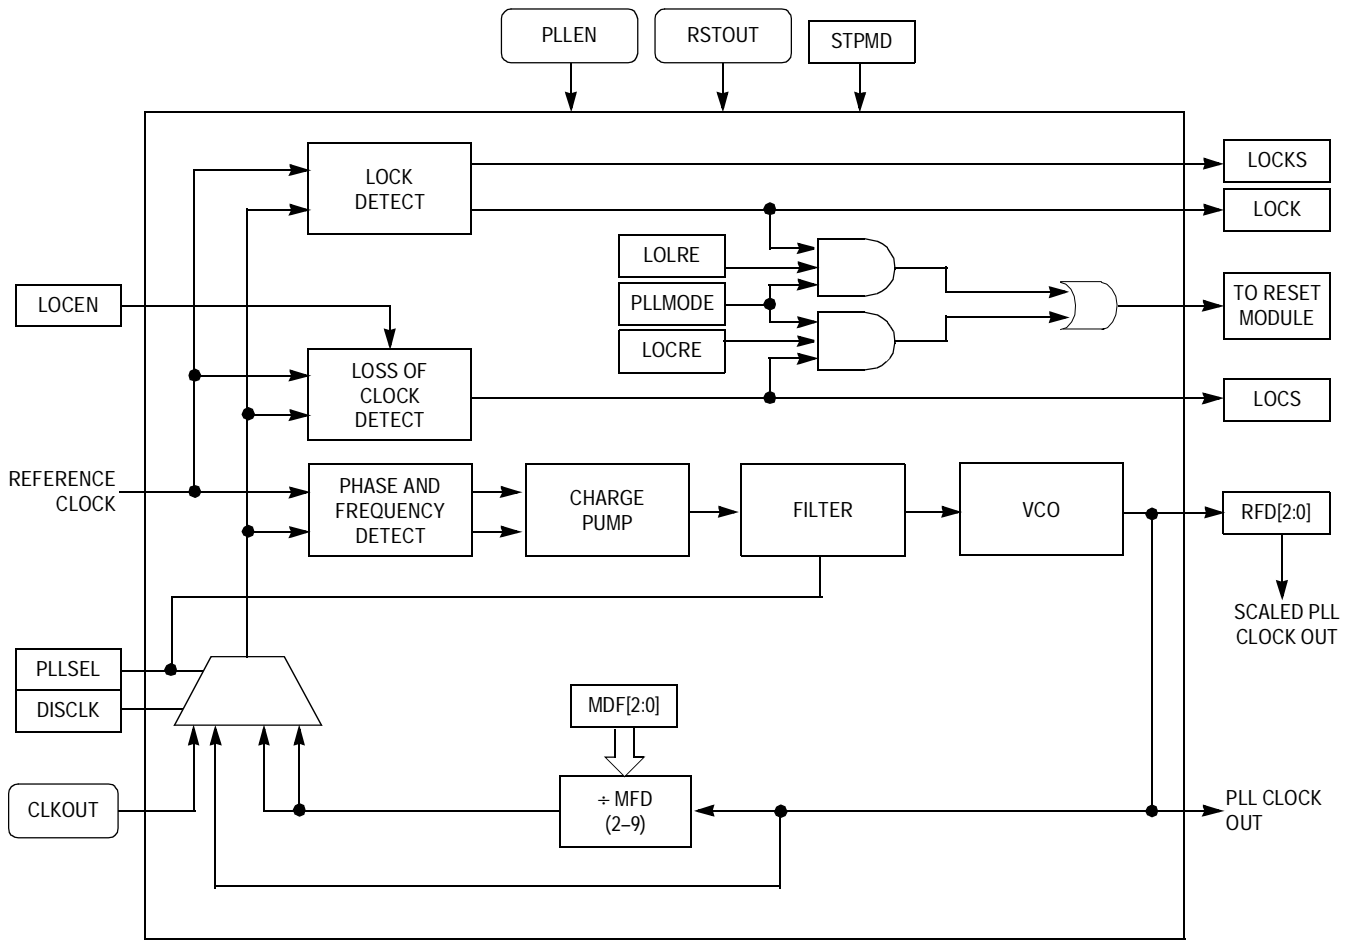 PLLEN
RSTOUT
STPMD
LOCK
DETECT
LOCKS
LOCK
LOLRE
PLLMODE
LOCRE
TO RESET
MODULE
LOCEN
LOSS OF
CLOCK
DETECT
LOCS
REFERENCE
CLOCK
PHASE AND
FREQUENCY
DETECT
CHARGE
PUMP
FILTER
VCO
RFD[2:0]
SCALED PLL
CLOCK OUT
PLLSEL
DISCLK
MDF[2:0]
CLKOUT
÷ MFD
(2–9)
PLL CLOCK
OUT